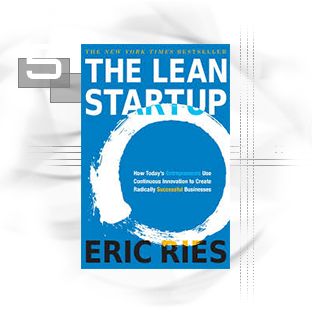 THE NEW YORK TIMES BESTSELLER
THE LEAN
STARTUP
How Today's Entrepreneurs Use
Continuous Innovation to Create
Radically Successful Businesses
ERIC RIES